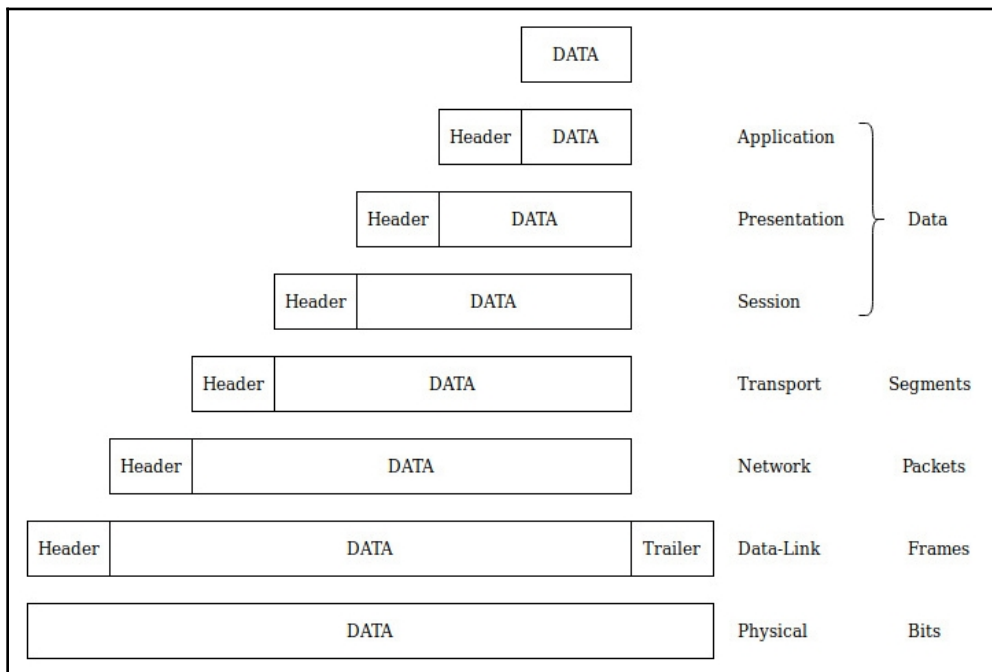 DATA
Header DATA Application
Header DATA Presentation Data
Header DATA Session
Header DATA Transport Segments
Header DATA Network Packets
Header DATA Trailer Data-Link Frames
DATA Physical Bits